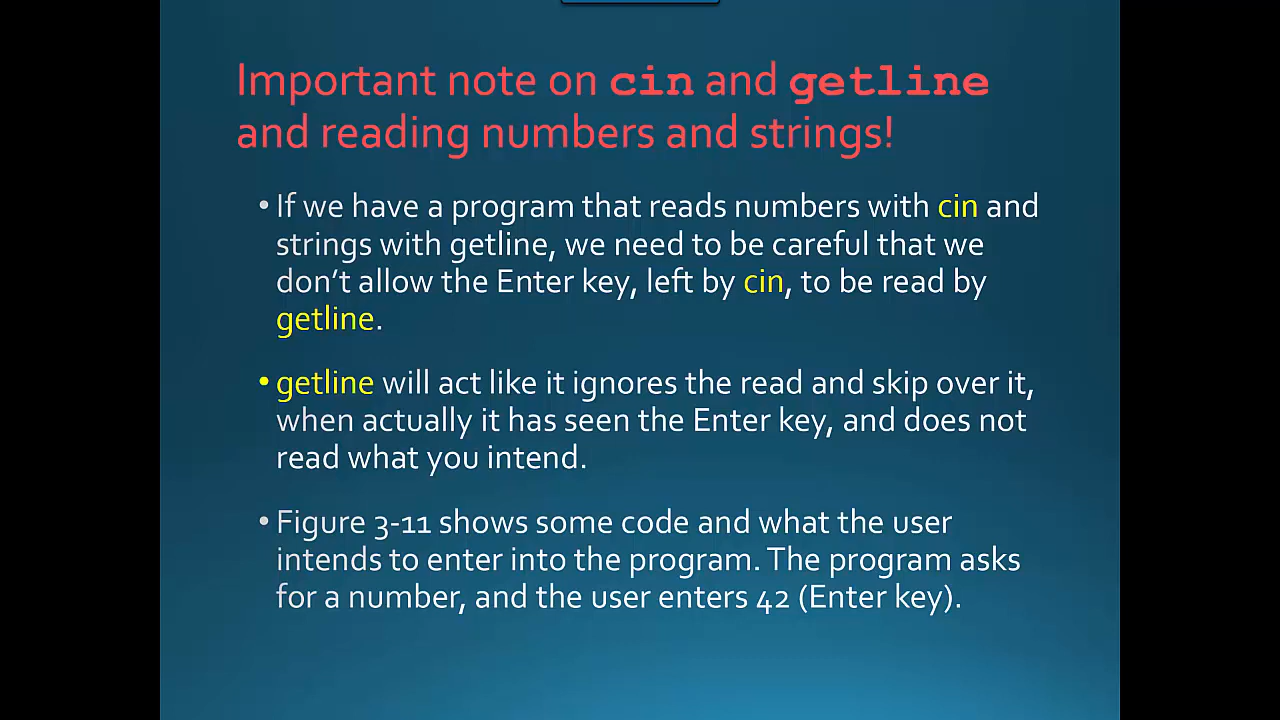 Important note on cin and getline
and reading numbers and strings!
• If we have a program that reads numbers with cin and
strings with getline, we need to be careful that we
don’t allow the Enter key, left by cin, to be read by
getline.
• getline will act like it ignores the read and skip over it,
when actually it has seen the Enter key, and does not
read what you intend.
• Figure 3-11 shows some code and what the user
intends to enter into the program. The program asks
for a number, and the user enters 42 (Enter key).